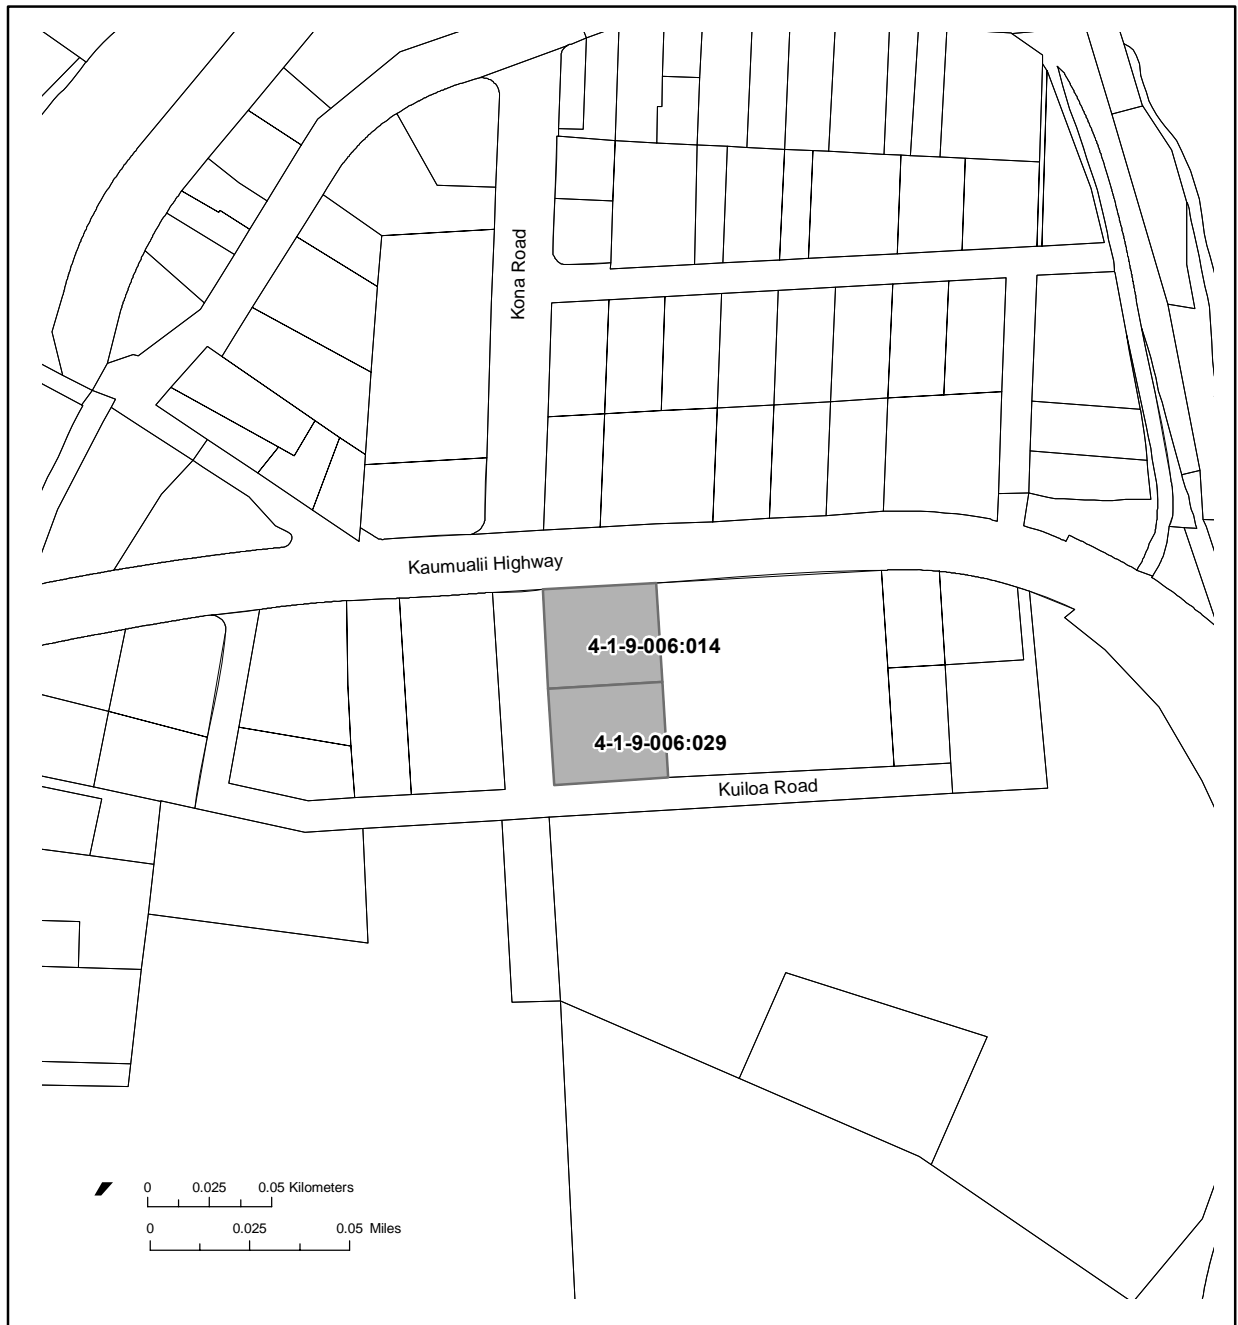 Kona Road
Kaumualii Highway
4-1-9-006:014
4-1-9-006:029
Kuiloa Road
0 0.025 0.05 Kilometers
0 0.025 0.05 Miles